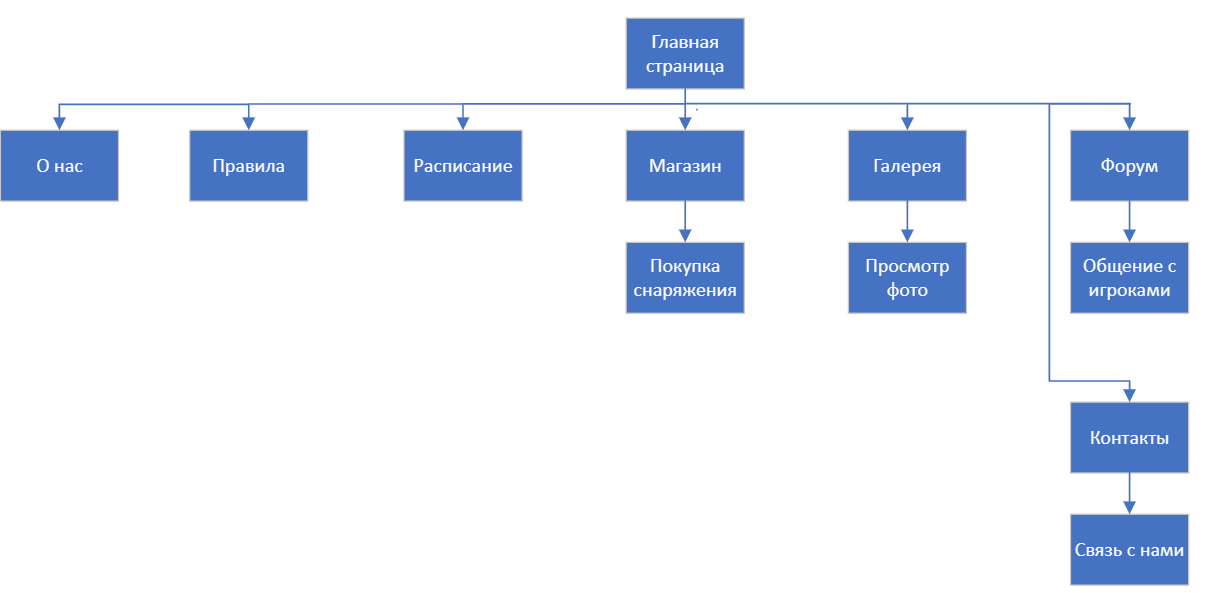 Главная
страница
О нас
Правила
Расписание
Магазин
Галерея
Форум
Покупка
снаряжения
Просмотр
фото
Общение с
игроками
Контакты
Связь с нами